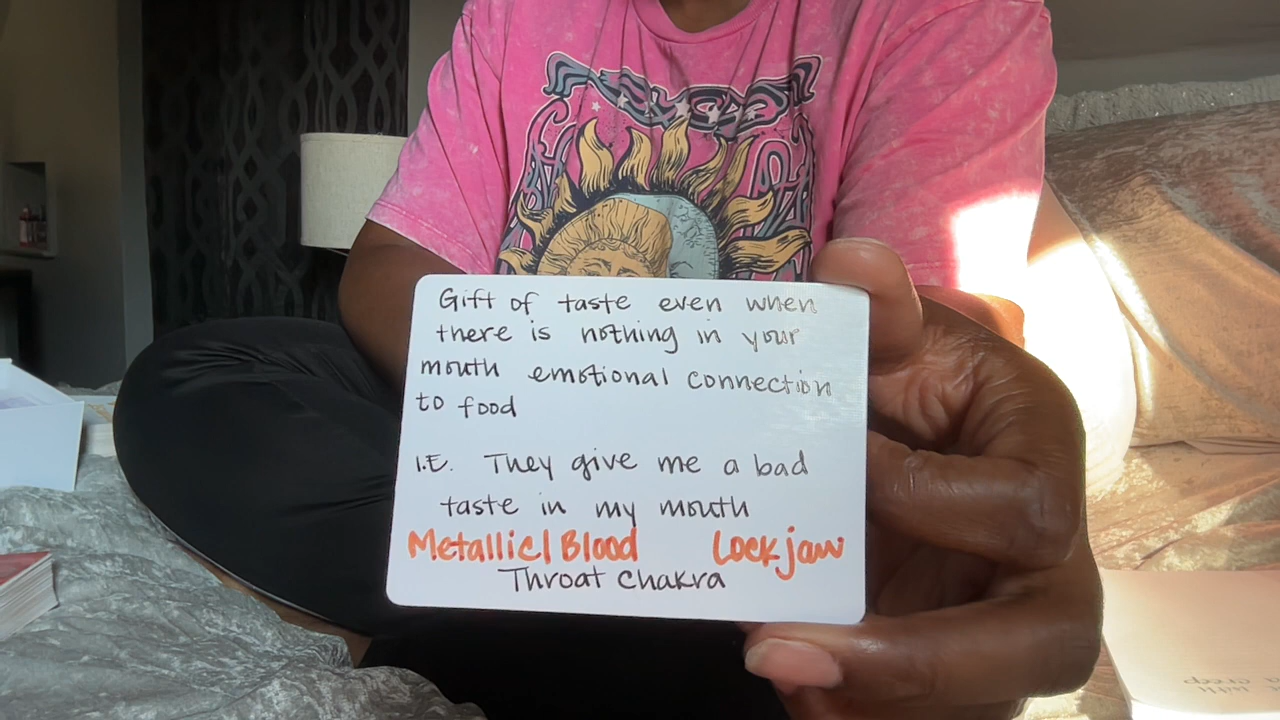 Gift of taste even when
there is nothing in your
mouth emotional connection
to food
I.E. They give me a bad
taste in my mouth
Metallic/Blood Lockjaw
Throat Chakra